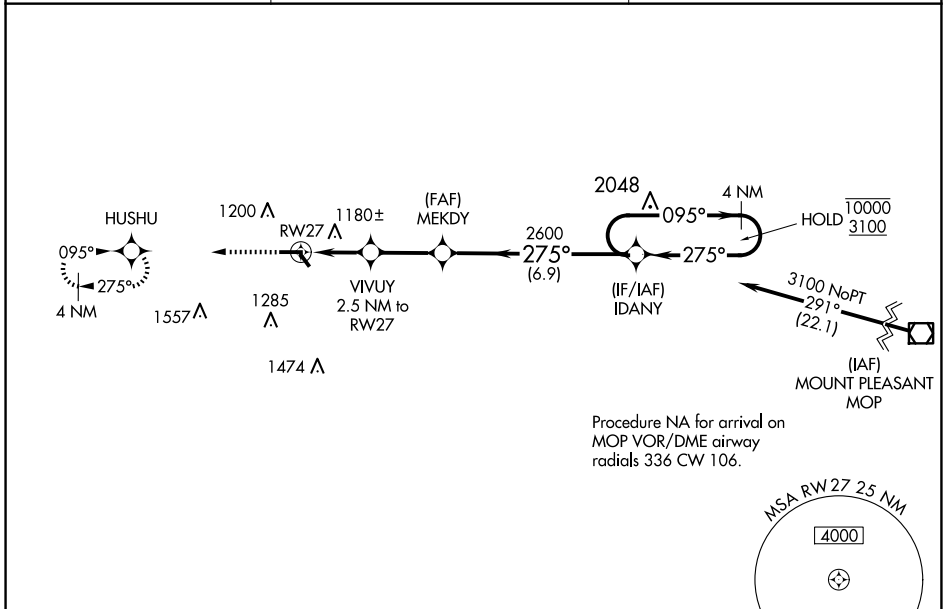 2048
4 NM
095°
HOLD
10000
3100
275°
(IF/IAF)
IDANY
2600
275°
(6.9)
(FAF)
MEKDY
1180±
VIVUY
2.5 NM to
RW27
RW27
1200
HUSHU
095°
275°
4 NM
1557
1285
1474
3100 NoPT
291°
(22.1)
(IAF)
MOUNT PLEASANT
MOP
Procedure NA for arrival on
MOP VOR/DME airway
radials 336 CW 106.
MSA RW27 25 NM
4000